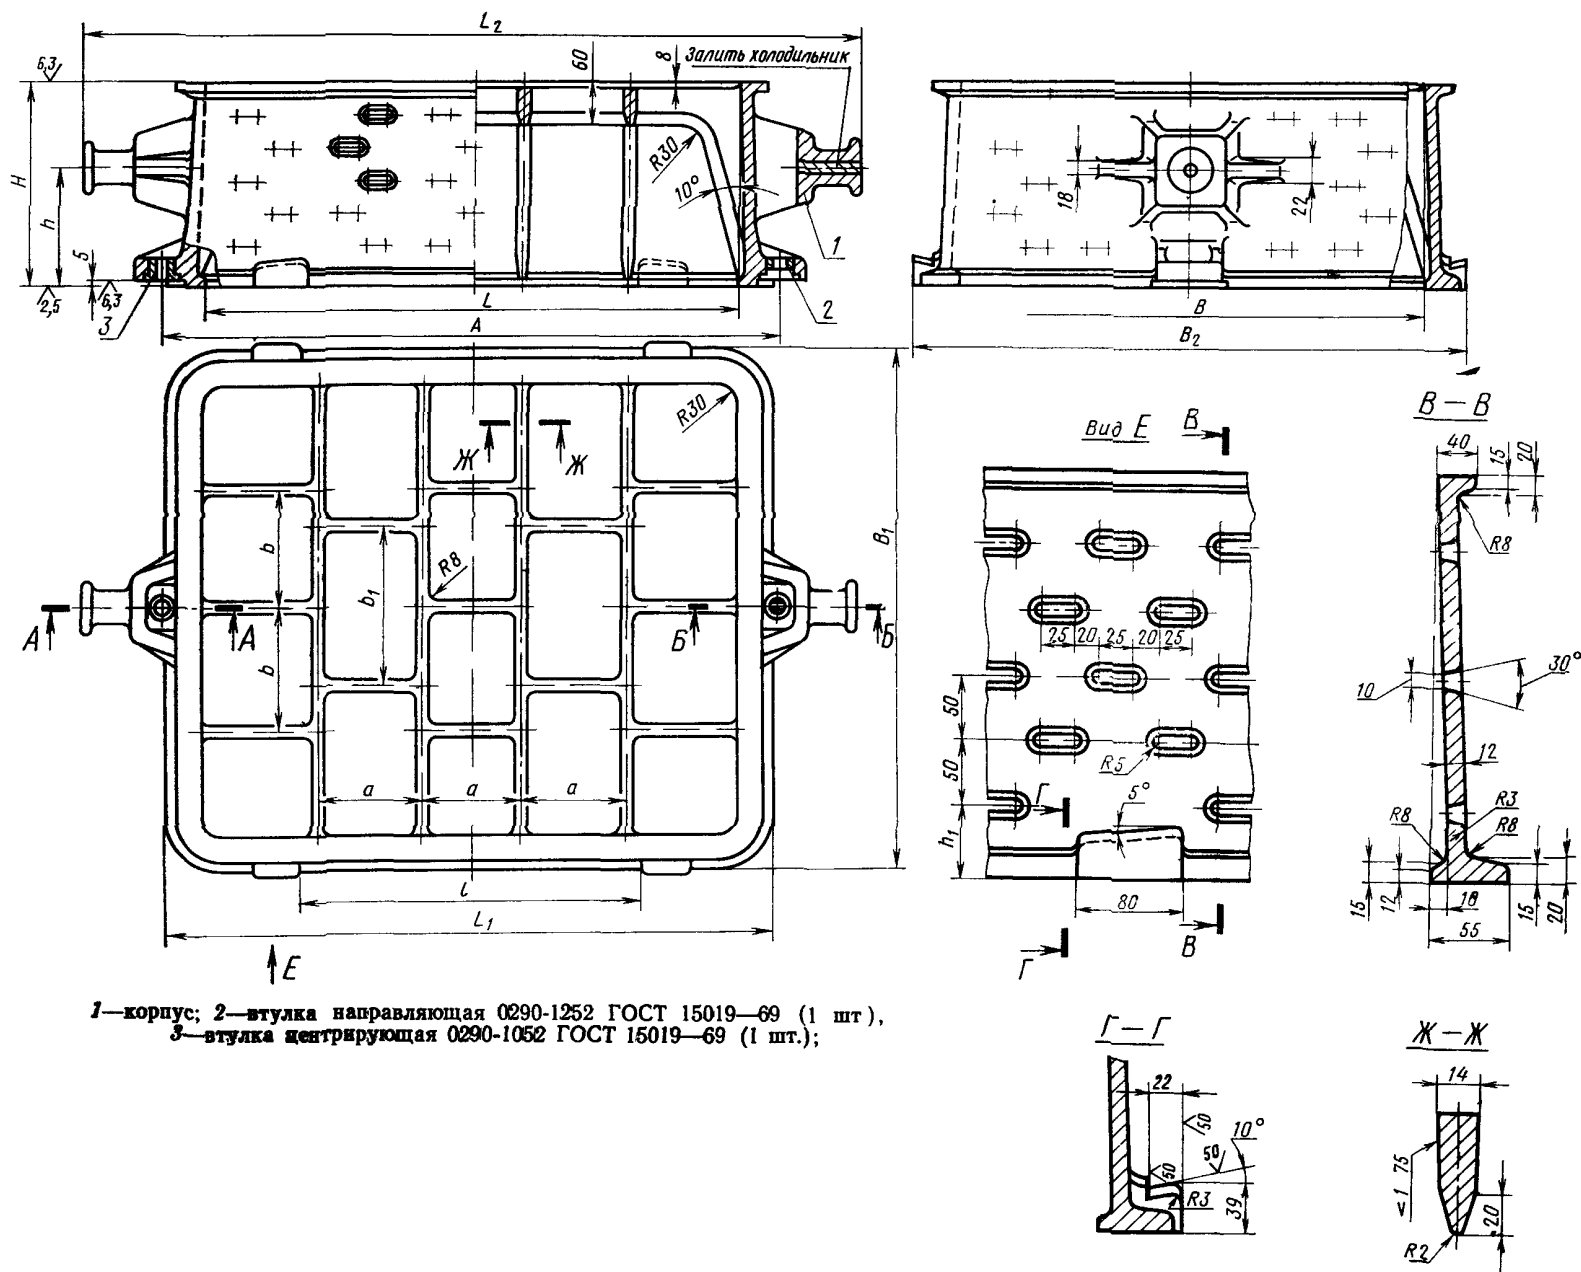 L₂
6,3
60
8
Залить холодильник
H
h
5
R30
10°
1
18
22
6,3
2,5
3
L
2
A
B
B₂
R30
Ж
Ж
b
b₁
R8
B₁
А
А
Б
Б
b
a
a
a
l
L₁
Е
Вид Е
В
25
20
25
20
25
50
50
R5
Г
5°
h₁
80
Г
В
В—В
40
15
20
R8
10
30°
12
R3
R8
R8
15
12
18
15
20
55
1—корпус; 2—втулка направляющая 0290-1252 ГОСТ 15019—69 (1 шт),
3—втулка центрирующая 0290-1052 ГОСТ 15019—69 (1 шт.);
Г—Г
22
50
50
50
10°
R3
39
Ж—Ж
14
<1 75
20
R2